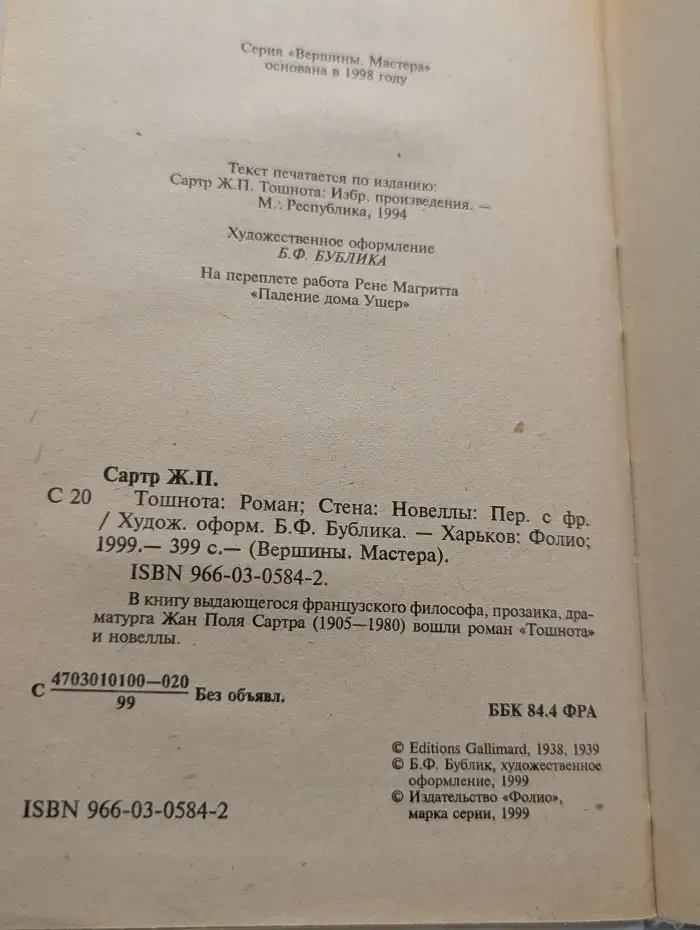 Серия «Вершины. Мастера»
основана в 1998 году
Текст печатается по изданию:
Сартр Ж.П. Тошнота: Избр. произведения. —
М.: Республика, 1994
Художественное оформление
Б.Ф. БУБЛИКА
На переплете работа Рене Магритта
«Падение дома Ушер»
Сартр Ж.П.
С 20 Тошнота: Роман; Стена: Новеллы: Пер. с фр.
/ Худож. оформ. Б.Ф. Бублика. — Харьков: Фолио;
1999.— 399 с.— (Вершины. Мастера).
ISBN 966-03-0584-2.
В книгу выдающегося французского философа, прозаика, дра-
матурга Жан Поля Сартра (1905—1980) вошли роман «Тошнота»
и новеллы.
С 4703010100—020 Без объявл.
99
ББК 84.4 ФРА
© Editions Gallimard, 1938, 1939
© Б.Ф. Бублик, художественное
оформление, 1999
© Издательство «Фолио»,
марка серии, 1999
ISBN 966-03-0584-2